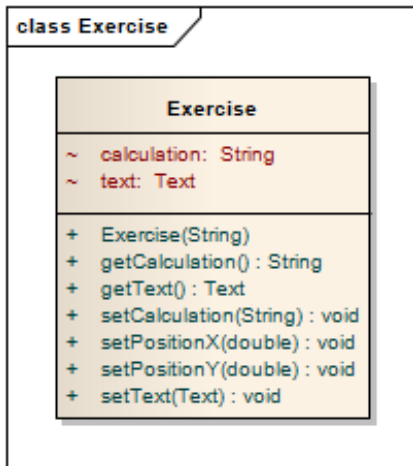 class Exercise
Exercise
~ calculation: String
~ text: Text
+ Exercise(String)
+ getCalculation() : String
+ getText() : Text
+ setCalculation(String) : void
+ setPositionX(double) : void
+ setPositionY(double) : void
+ setText(Text) : void